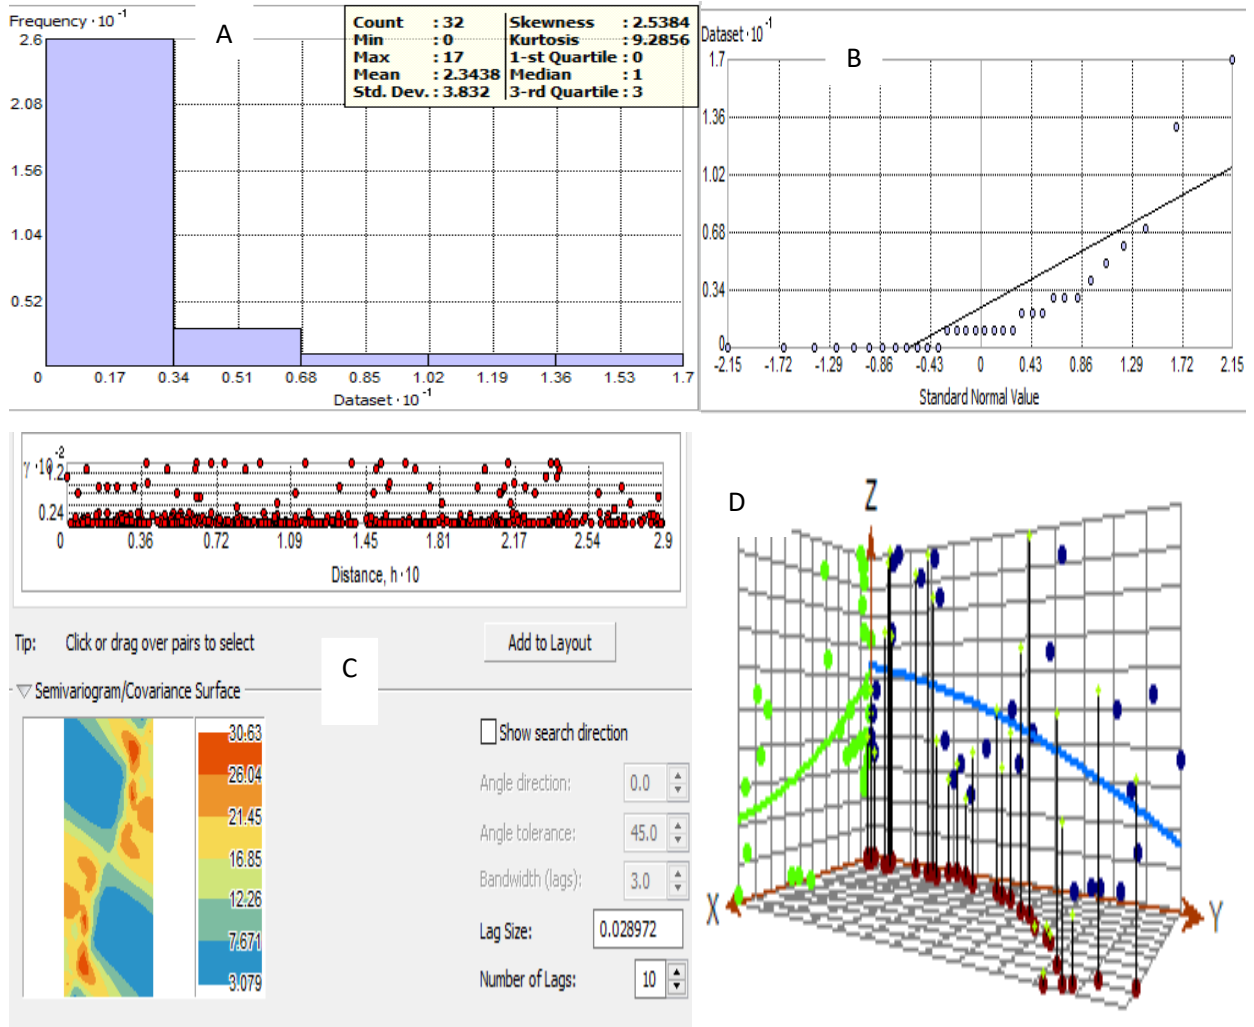 Frequency · 10⁻¹
A
Count : 32 Skewness : 2.5384
Min : 0 Kurtosis : 9.2856
Max : 17 1-st Quartile : 0
Mean : 2.3438 Median : 1
Std. Dev. : 3.832 3-rd Quartile : 3
2.6
2.08
1.56
1.04
0.52
0 0.17 0.34 0.51 0.68 0.85 1.02 1.19 1.36 1.53 1.7
Dataset · 10⁻¹
Dataset · 10⁻¹
B
1.7
1.36
1.02
0.68
0.34
0
-2.15 -1.72 -1.29 -0.86 -0.43 0 0.43 0.86 1.29 1.72 2.15
Standard Normal Value
γ · 10⁻²
1.2
0.24
0 0.36 0.72 1.09 1.45 1.81 2.17 2.54 2.9
Distance, h · 10
Tip: Click or drag over pairs to select
Add to Layout
C
Semivariogram/Covariance Surface
30.63
26.04
21.45
16.85
12.26
7.671
3.079
Show search direction
Angle direction: 0.0
Angle tolerance: 45.0
Bandwidth (lags): 3.0
Lag Size: 0.028972
Number of Lags: 10
D
Z
X
Y